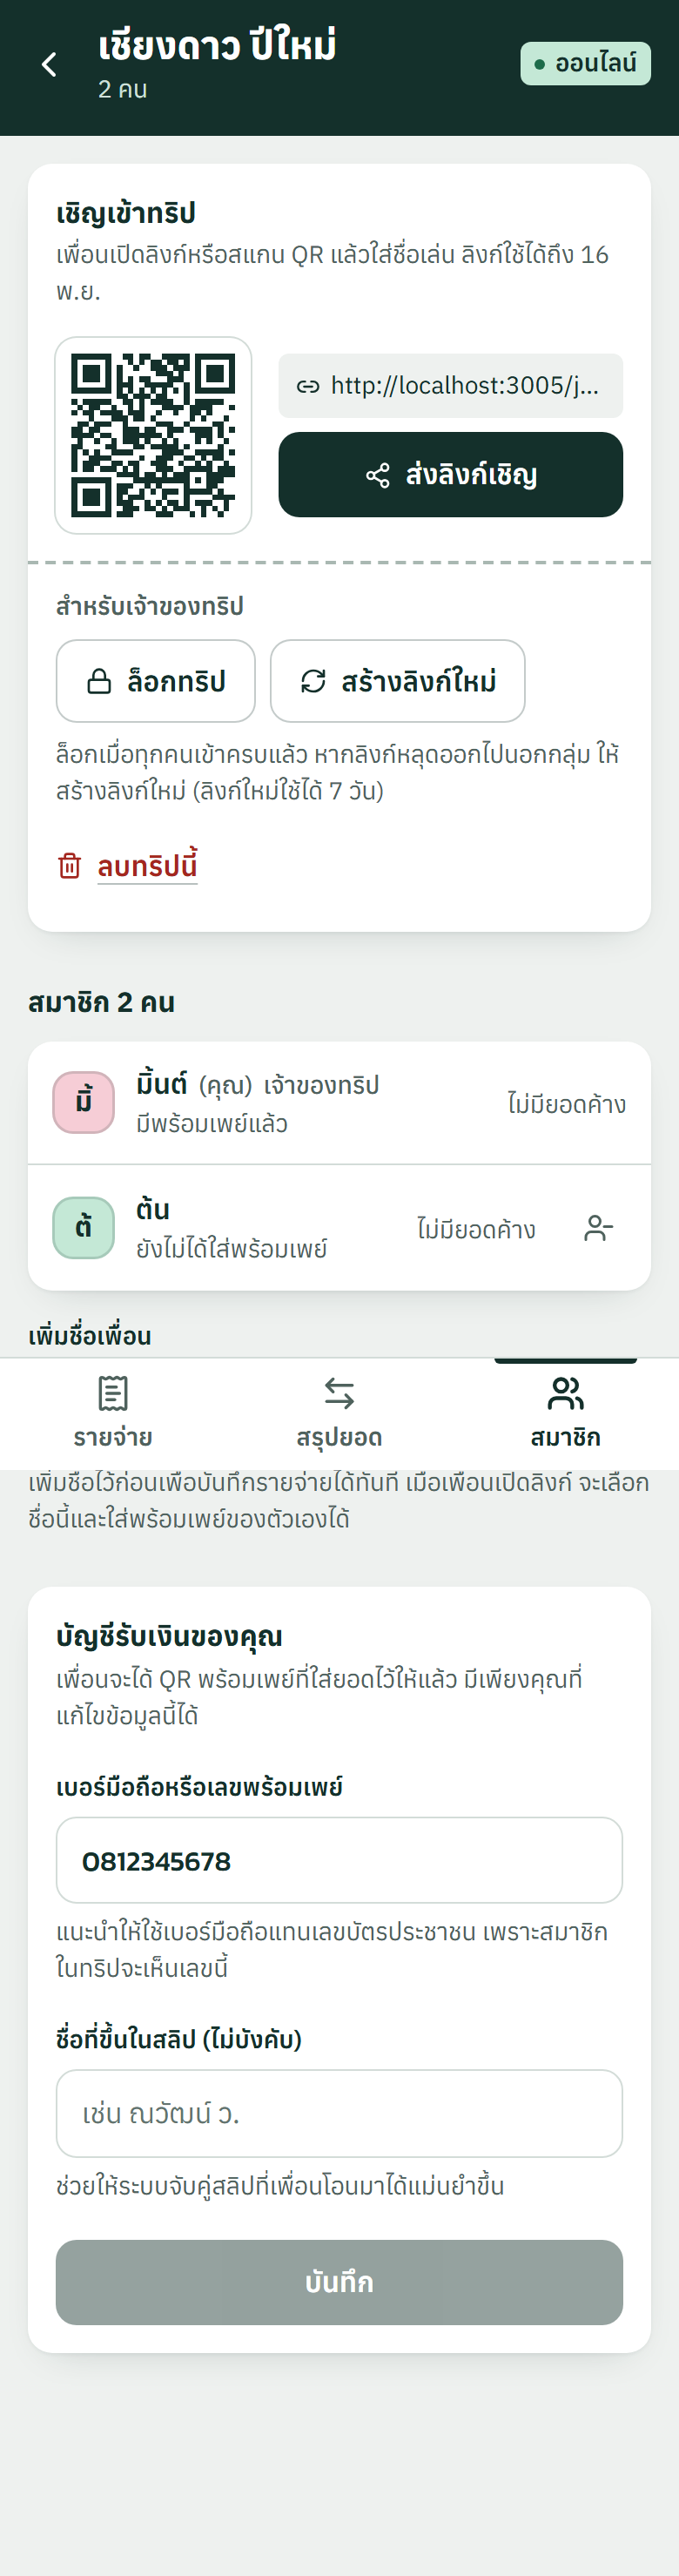 เชียงดาว ปีใหม่
2 คน
ออนไลน์
เชิญเข้าทริป
เพื่อนเปิดลิงก์หรือสแกน QR แล้วใส่ชื่อเล่น ลิงก์ใช้ได้ถึง 16
พ.ย.
http://localhost:3005/j...
ส่งลิงก์เชิญ
สำหรับเจ้าของทริป
ล็อกทริป
สร้างลิงก์ใหม่
ล็อกเมื่อทุกคนเข้าครบแล้ว หากลิงก์หลุดออกไปนอกกลุ่ม ให้
สร้างลิงก์ใหม่ (ลิงก์ใหม่ใช้ได้ 7 วัน)
ลบทริปนี้
สมาชิก 2 คน
มิ้
มิ้นต์ (คุณ) เจ้าของทริป
มีพร้อมเพย์แล้ว
ไม่มียอดค้าง
ต้
ต้น
ยังไม่ได้ใส่พร้อมเพย์
ไม่มียอดค้าง
เพิ่มชื่อเพื่อน
รายจ่าย
สรุปยอด
สมาชิก
เพิ่มชื่อไว้ก่อนเพื่อบันทึกรายจ่ายได้ทันที เมื่อเพื่อนเปิดลิงก์ จะเลือก
ชื่อนี้และใส่พร้อมเพย์ของตัวเองได้
บัญชีรับเงินของคุณ
เพื่อนจะได้ QR พร้อมเพย์ที่ใส่ยอดไว้ให้แล้ว มีเพียงคุณที่
แก้ไขข้อมูลนี้ได้
เบอร์มือถือหรือเลขพร้อมเพย์
0812345678
แนะนำให้ใช้เบอร์มือถือแทนเลขบัตรประชาชน เพราะสมาชิก
ในทริปจะเห็นเลขนี้
ชื่อที่ขึ้นในสลิป (ไม่บังคับ)
เช่น ณวัฒน์ ว.
ช่วยให้ระบบจับคู่สลิปที่เพื่อนโอนมาได้แม่นยำขึ้น
บันทึก